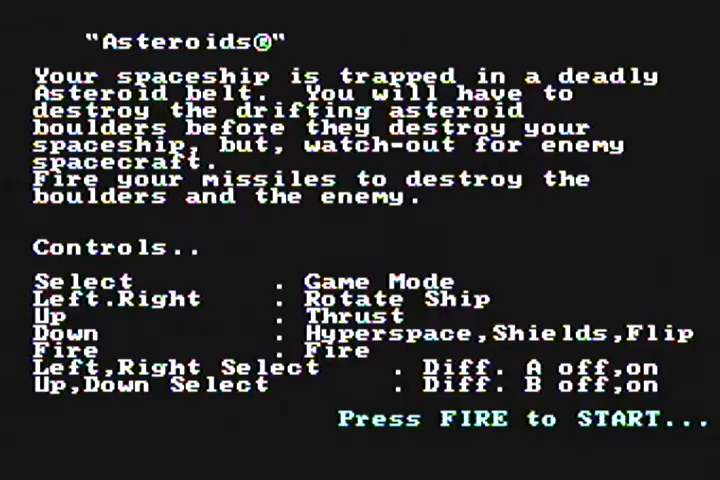 "Asteroids®"
Your spaceship is trapped in a deadly
Asteroid belt. You will have to
destroy the drifting asteroid
boulders before they destroy your
spaceship, but, watch-out for enemy
spacecraft.
Fire your missiles to destroy the
boulders and the enemy.
Controls..
Select . Game Mode
Left.Right . Rotate Ship
Up . Thrust
Down . Hyperspace,Shields,Flip
Fire . Fire
Left,Right Select . Diff. A off,on
Up,Down Select . Diff. B off,on
Press FIRE to START...